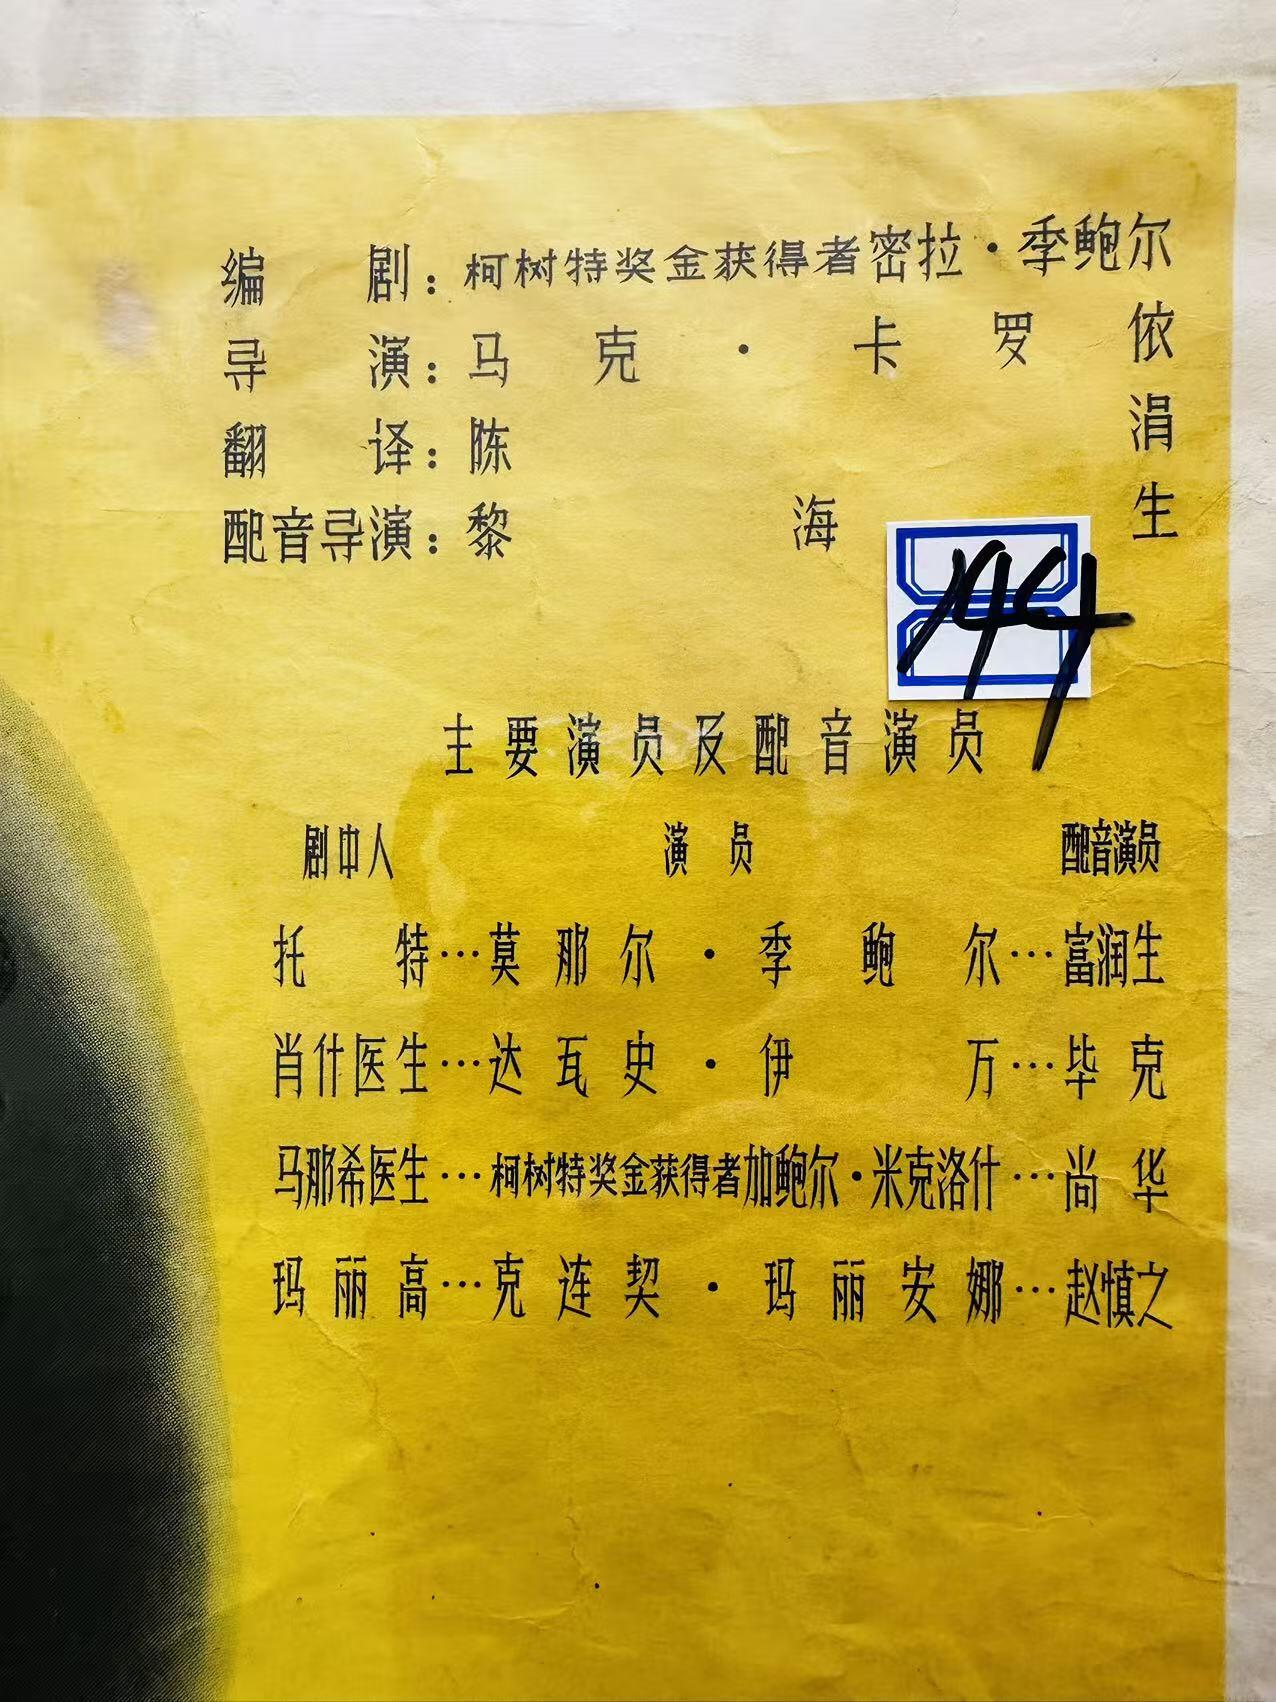 编剧：柯树特奖金获得者密拉·季鲍尔
导演：马克·卡罗依
翻译：陈涓
配音导演：黎海生
主要演员及配音演员
剧中人 演员 配音演员
托特…莫那尔·季鲍尔…富润生
肖什医生…达瓦史·伊万…毕克
马那希医生…柯树特奖金获得者加鲍尔·米克洛什…尚华
玛丽高…克连契·玛丽安娜…赵慎之